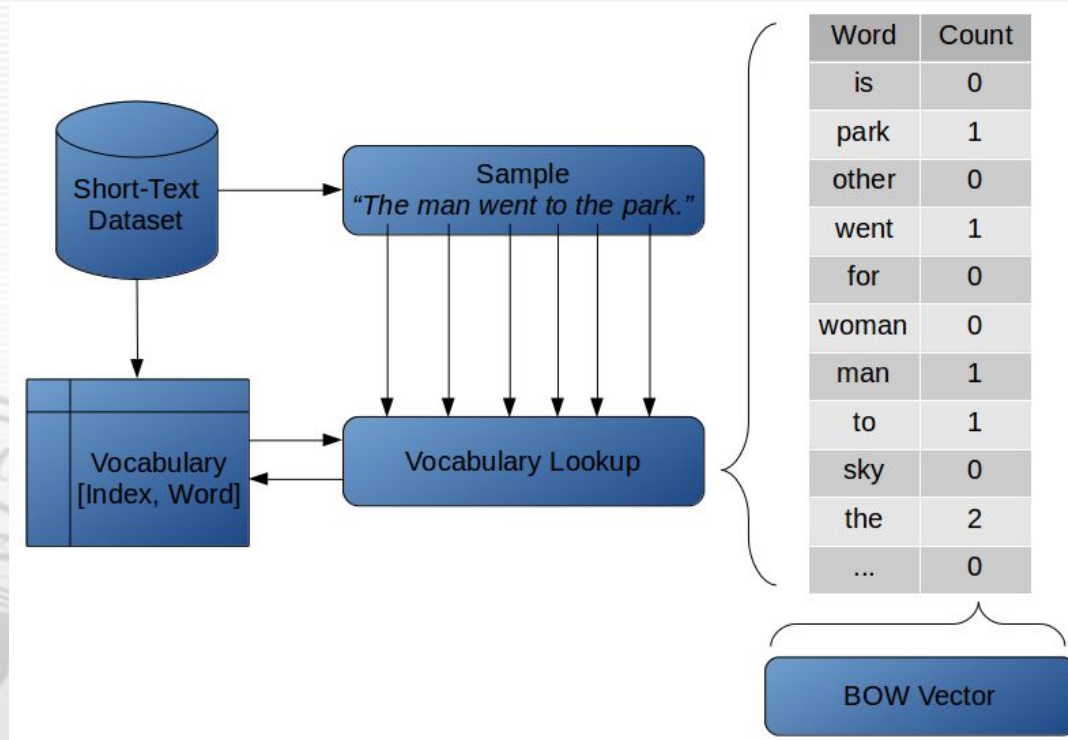 Short-Text
Dataset
Sample
“The man went to the park.”
Vocabulary
[Index, Word]
Vocabulary Lookup
Word Count
is 0
park 1
other 0
went 1
for 0
woman 0
man 1
to 1
sky 0
the 2
... 0
BOW Vector